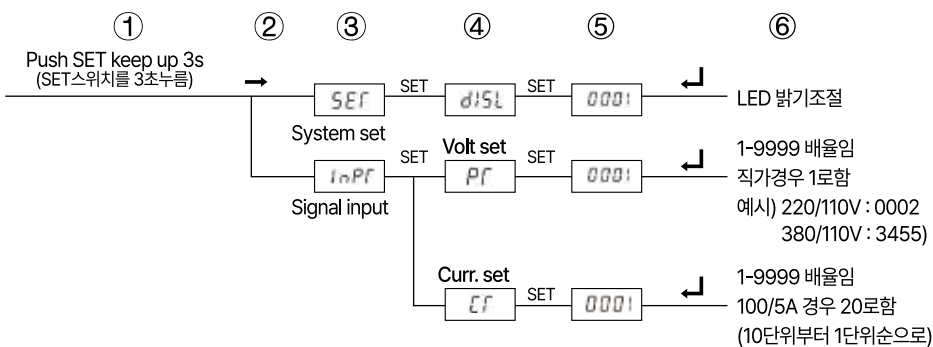 ① ② ③ ④ ⑤ ⑥
Push SET keep up 3s
(SET스위치를 3초누름)
SET SET dISL SET 0001 LED 밝기조절
System set
Volt set
InPT SET PT SET 0001
Signal input
1-9999 배율임
직가경우 1로함
예시) 220/110V : 0002
380/110V : 3455)
Curr. set
CT SET 0001
1-9999 배율임
100/5A 경우 20로함
(10단위부터 1단위순으로)